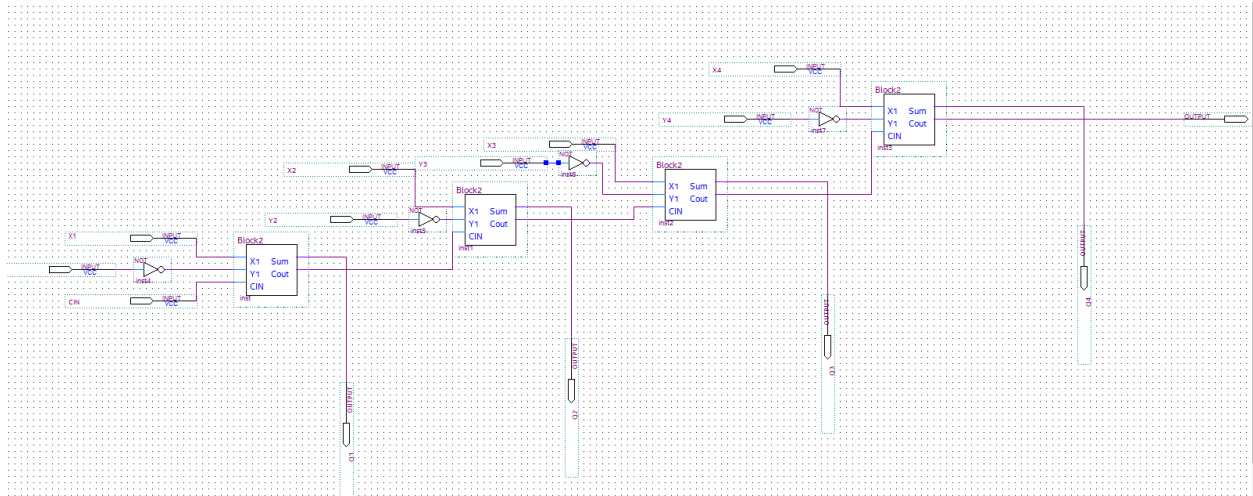 X4
INPUT
VCC
Block2
X1 Sum
Y1 Cout
CIN
inst3
Y4
INPUT
VCC
NOT
inst7
OUTPUT
X3
INPUT
VCC
Y3
INPUT
VCC
NOT
inst6
Block2
X1 Sum
Y1 Cout
CIN
inst2
X2
INPUT
VCC
Block2
X1 Sum
Y1 Cout
CIN
inst1
Y2
INPUT
VCC
NOT
inst5
X1
INPUT
VCC
Block2
X1 Sum
Y1 Cout
CIN
inst
INPUT
VCC
NOT
inst4
CIN
INPUT
VCC
OUTPUT
Q4
OUTPUT
Q3
OUTPUT
Q2
OUTPUT
Q1